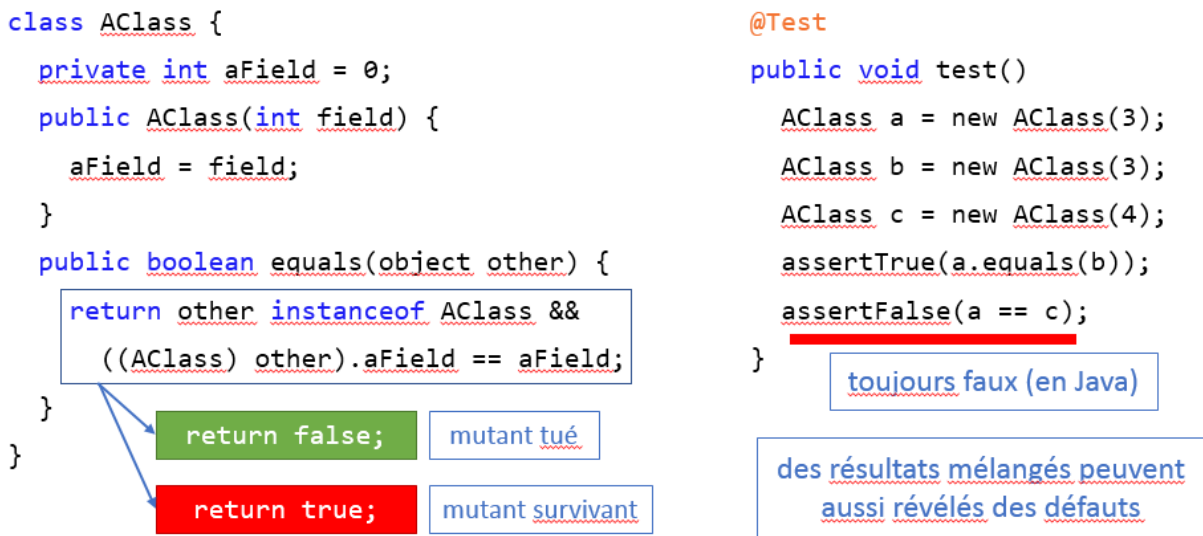 class AClass {
private int aField = 0;
public AClass(int field) {
aField = field;
}
public boolean equals(object other) {
return other instanceof AClass &&
((AClass) other).aField == aField;
}
}
return false;
mutant tué
return true;
mutant survivant
@Test
public void test()
AClass a = new AClass(3);
AClass b = new AClass(3);
AClass c = new AClass(4);
assertTrue(a.equals(b));
assertFalse(a == c);
}
toujours faux (en Java)
des résultats mélangés peuvent
aussi révélés des défauts